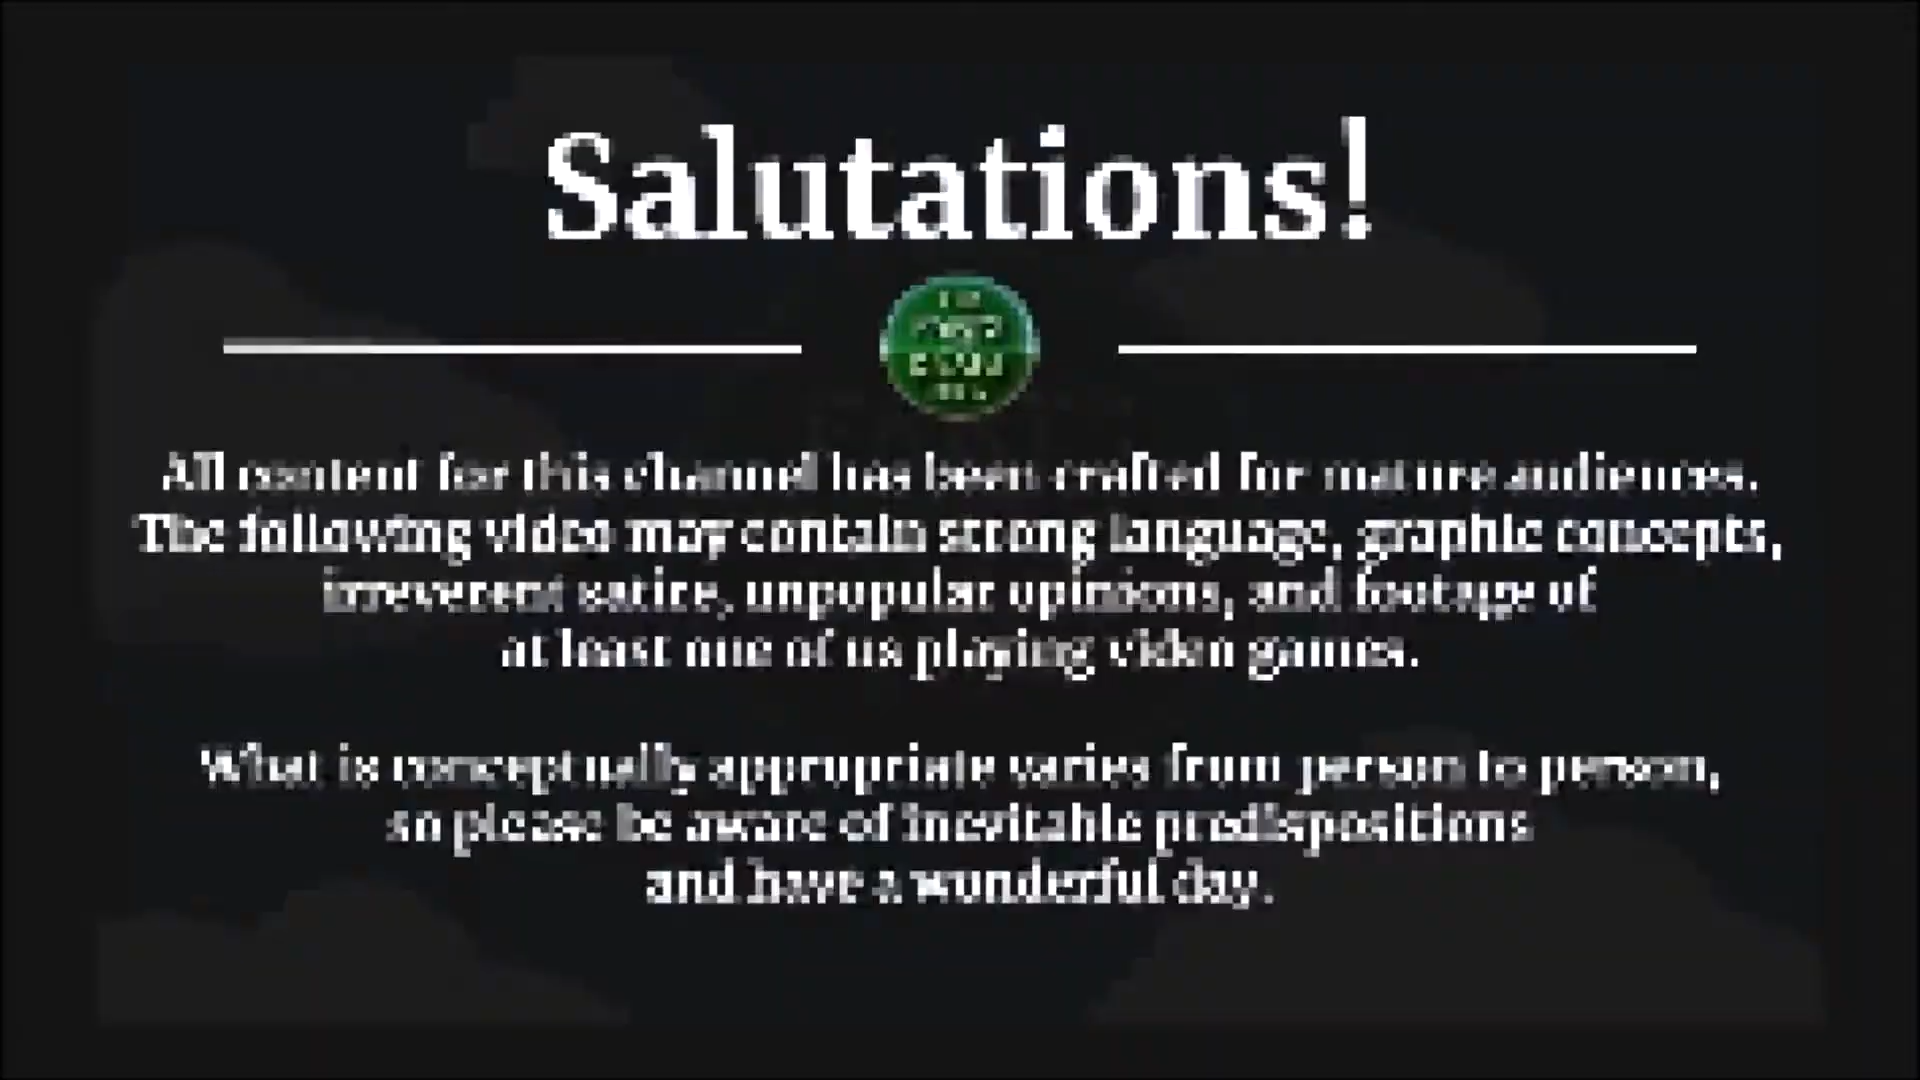 Salutations!
All content for this channel has been crafted for mature audiences.
The following video may contain strong language, graphic concepts,
irreverent satire, unpopular opinions, and footage of
at least one of us playing video games.
What is conceptually appropriate varies from person to person,
so please be aware of inevitable predispositions
and have a wonderful day.